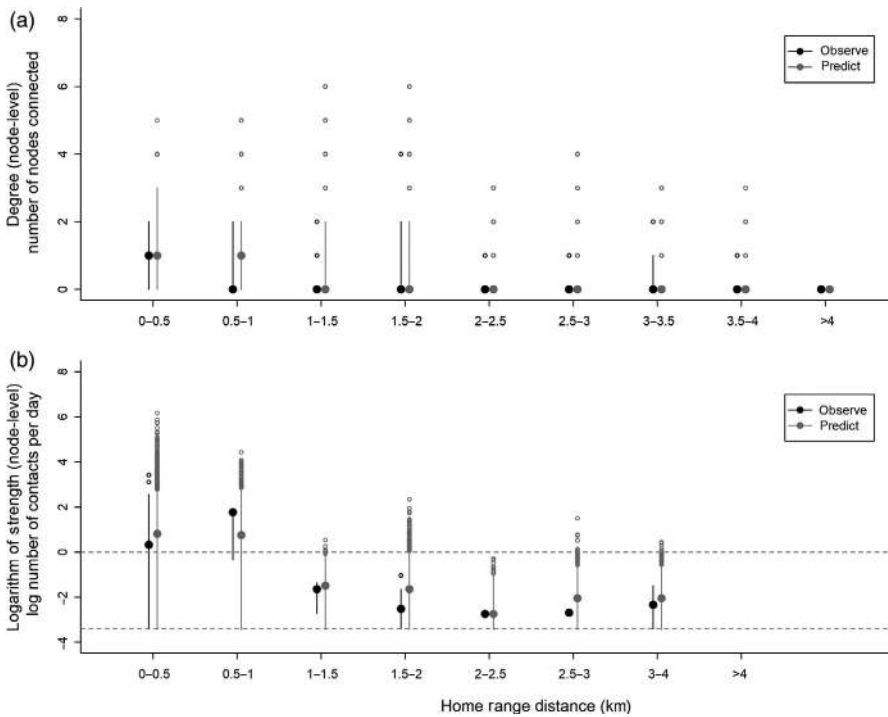 (a)
Degree (node-level)
number of nodes connected
8
6
4
2
0
Observe
Predict
0–0.5 0.5–1 1–1.5 1.5–2 2–2.5 2.5–3 3–3.5 3.5–4 >4
(b)
Logarithm of strength (node-level)
log number of contacts per day
8
6
4
2
0
−2
−4
Observe
Predict
0–0.5 0.5–1 1–1.5 1.5–2 2–2.5 2.5–3 3–4 >4
Home range distance (km)